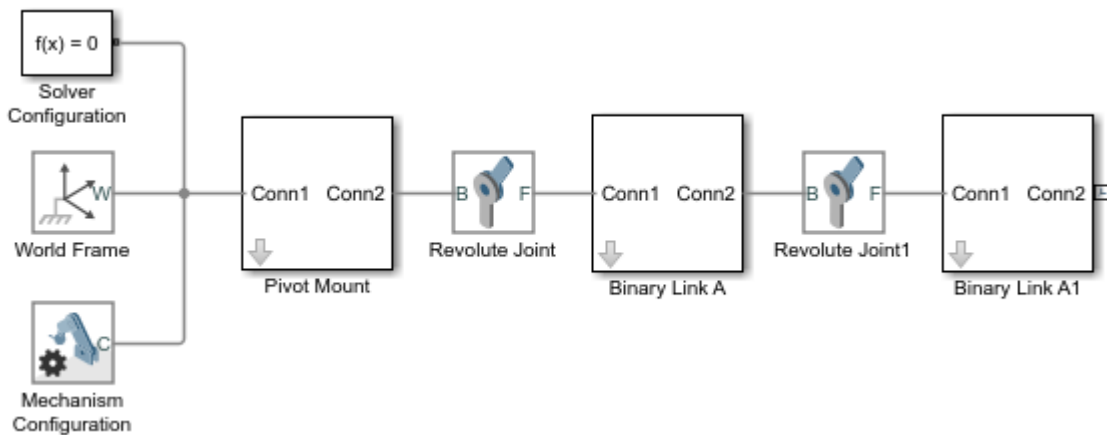 f(x) = 0
Solver
Configuration
W
World Frame
C
Mechanism
Configuration
Conn1 Conn2
Pivot Mount
B F
Revolute Joint
Conn1 Conn2
Binary Link A
B F
Revolute Joint1
Conn1 Conn2
Binary Link A1